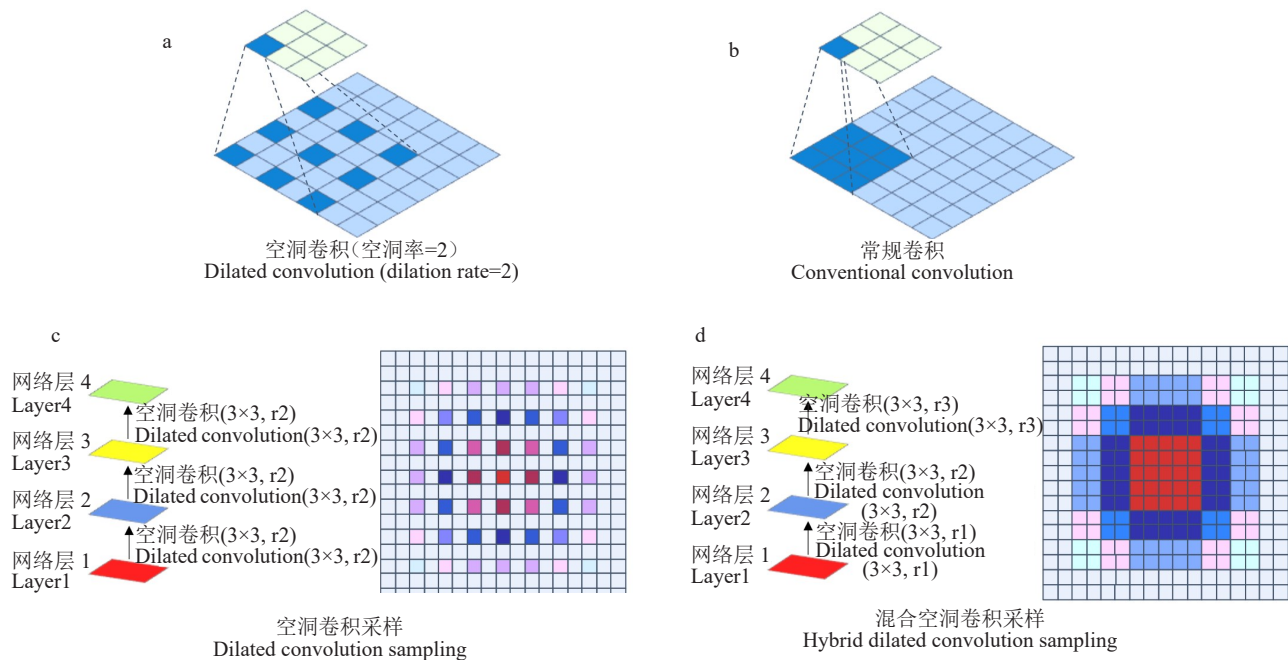 a
空洞卷积(空洞率=2)
Dilated convolution (dilation rate=2)
b
常规卷积
Conventional convolution
c
网络层 4
Layer4
空洞卷积(3×3, r2)
Dilated convolution(3×3, r2)
网络层 3
Layer3
空洞卷积(3×3, r2)
Dilated convolution(3×3, r2)
网络层 2
Layer2
空洞卷积(3×3, r2)
Dilated convolution(3×3, r2)
网络层 1
Layer1
空洞卷积采样
Dilated convolution sampling
d
网络层 4
Layer4
空洞卷积(3×3, r3)
Dilated convolution(3×3, r3)
网络层 3
Layer3
空洞卷积(3×3, r2)
Dilated convolution
(3×3, r2)
网络层 2
Layer2
空洞卷积(3×3, r1)
Dilated convolution
(3×3, r1)
网络层 1
Layer1
混合空洞卷积采样
Hybrid dilated convolution sampling